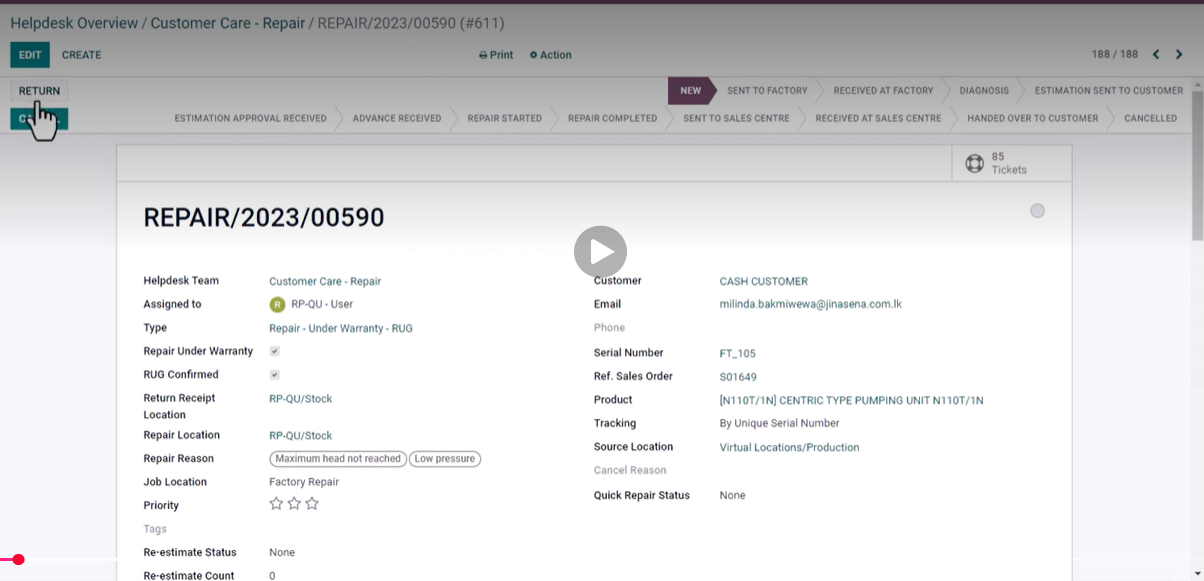 Helpdesk Overview / Customer Care - Repair / REPAIR/2023/00590 (#611)
EDIT CREATE Print Action 188 / 188
RETURN NEW SENT TO FACTORY RECEIVED AT FACTORY DIAGNOSIS ESTIMATION SENT TO CUSTOMER
ESTIMATION APPROVAL RECEIVED ADVANCE RECEIVED REPAIR STARTED REPAIR COMPLETED SENT TO SALES CENTRE RECEIVED AT SALES CENTRE HANDED OVER TO CUSTOMER CANCELLED
85
Tickets
REPAIR/2023/00590
Helpdesk Team Customer Care - Repair
Assigned to R RP-QU - User
Type Repair - Under Warranty - RUG
Repair Under Warranty
RUG Confirmed
Return Receipt
Location RP-QU/Stock
Repair Location RP-QU/Stock
Repair Reason Maximum head not reached Low pressure
Job Location Factory Repair
Priority
Tags
Re-estimate Status None
Re-estimate Count 0
Customer CASH CUSTOMER
Email milinda.bakmiwewa@jinasena.com.lk
Phone
Serial Number FT_105
Ref. Sales Order S01649
Product [N110T/1N] CENTRIC TYPE PUMPING UNIT N110T/1N
Tracking By Unique Serial Number
Source Location Virtual Locations/Production
Cancel Reason
Quick Repair Status None